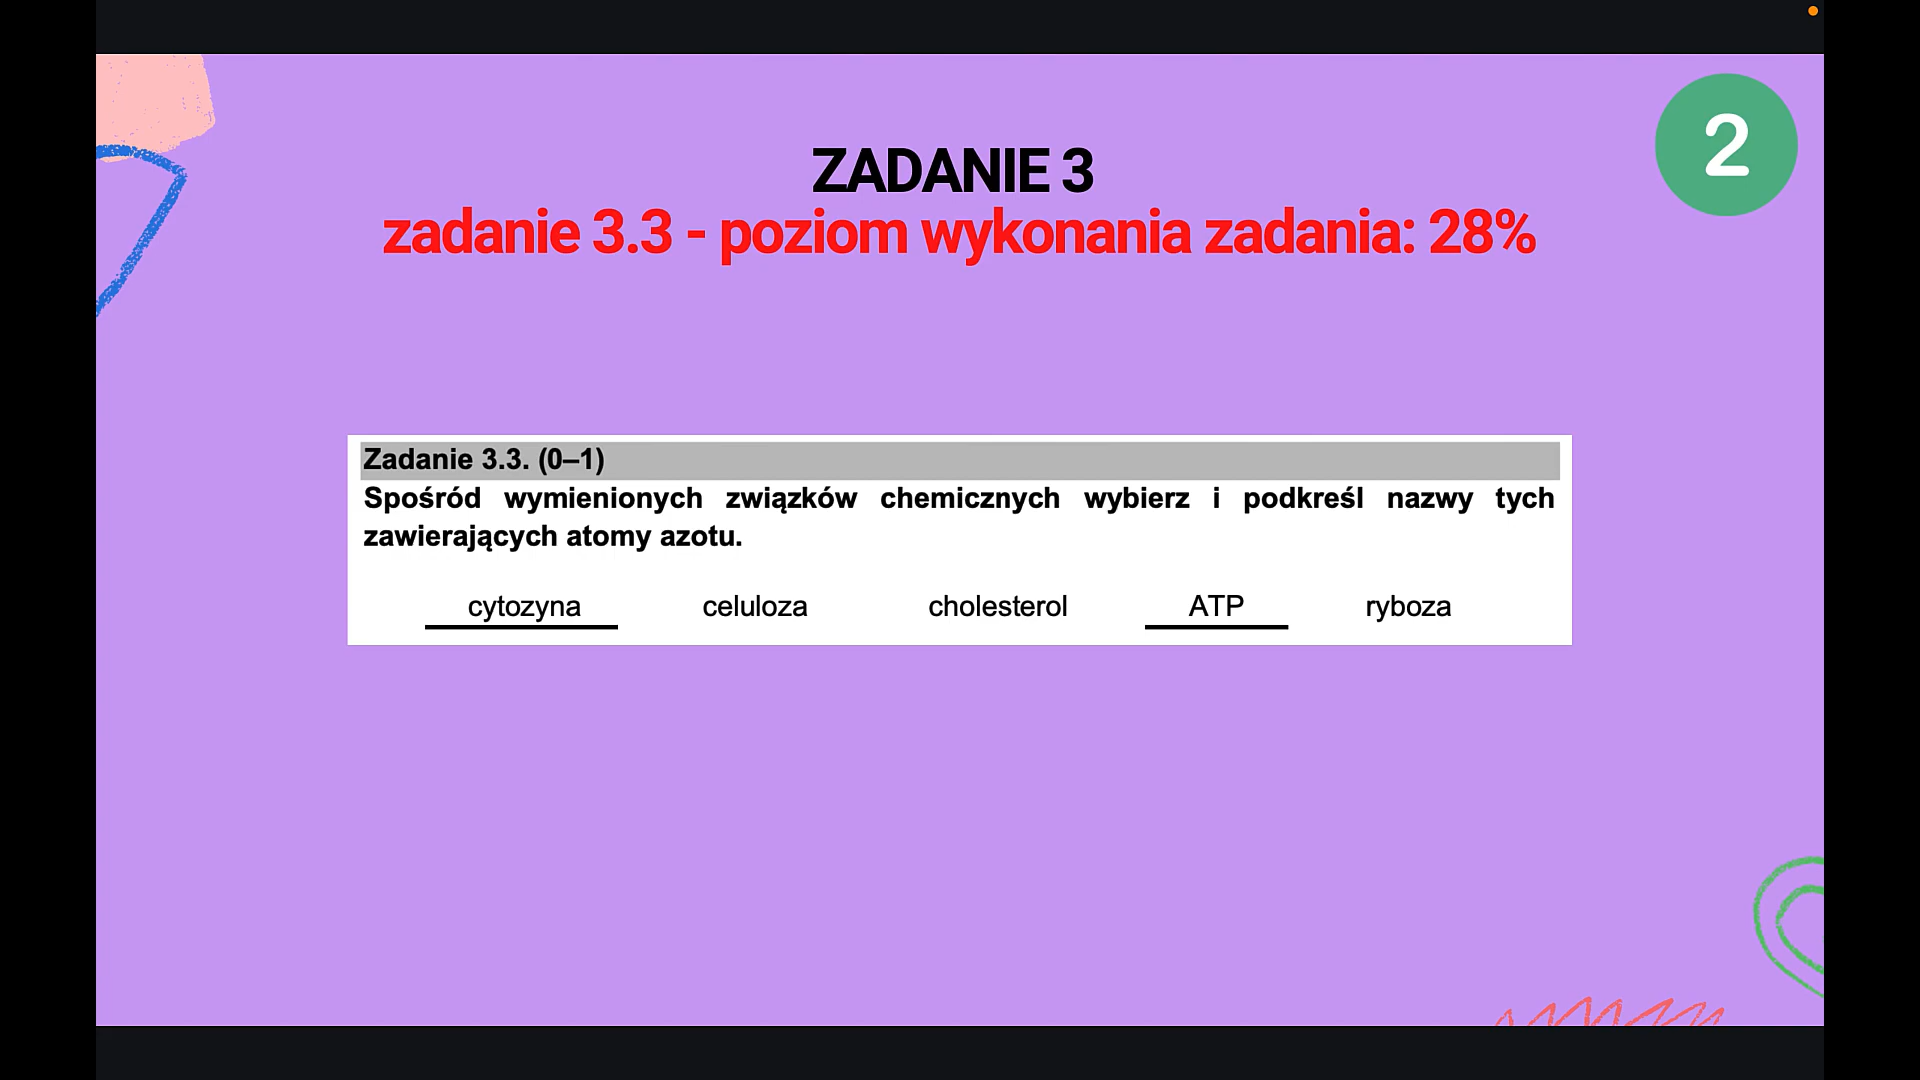 2
ZADANIE 3
zadanie 3.3 - poziom wykonania zadania: 28%
Zadanie 3.3. (0–1)
Spośród wymienionych związków chemicznych wybierz i podkreśl nazwy tych
zawierających atomy azotu.
cytozyna celuloza cholesterol ATP ryboza